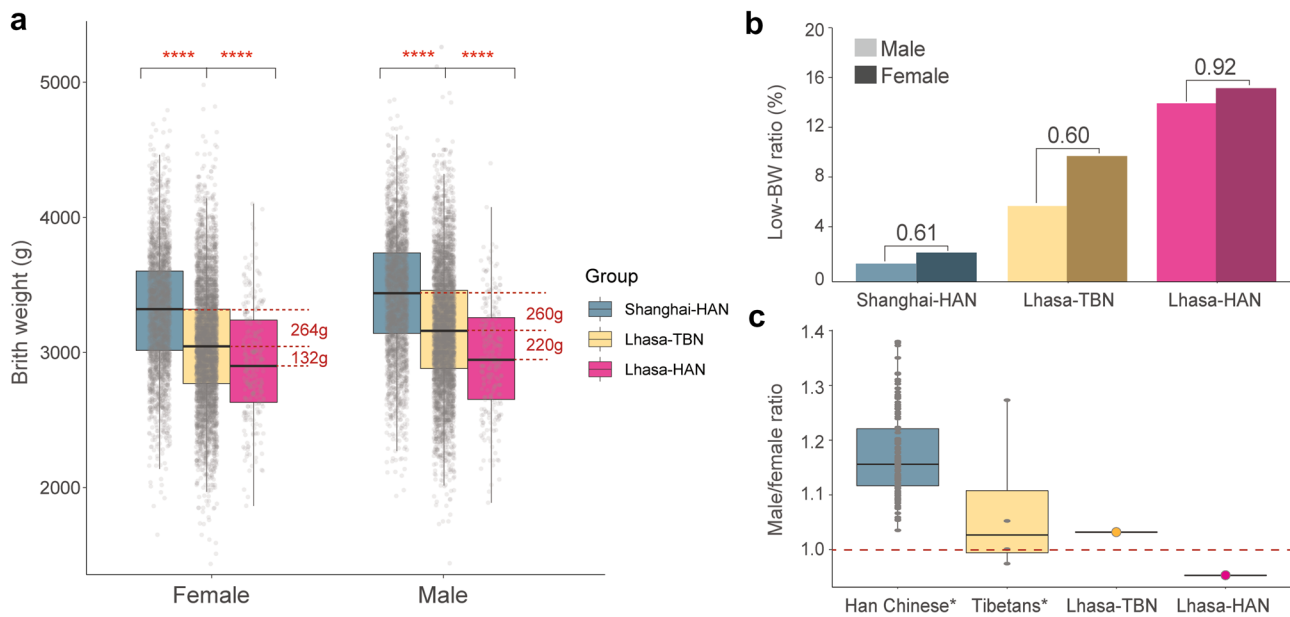 a
**** ****
**** ****
Brith weight (g)
5000
4000
3000
2000
264g
132g
260g
220g
Female
Male
Group
Shanghai-HAN
Lhasa-TBN
Lhasa-HAN
b
Male
Female
Low-BW ratio (%)
20
16
12
8
4
0
0.61
0.60
0.92
Shanghai-HAN
Lhasa-TBN
Lhasa-HAN
c
Male/female ratio
1.4
1.3
1.2
1.1
1.0
Han Chinese*
Tibetans*
Lhasa-TBN
Lhasa-HAN